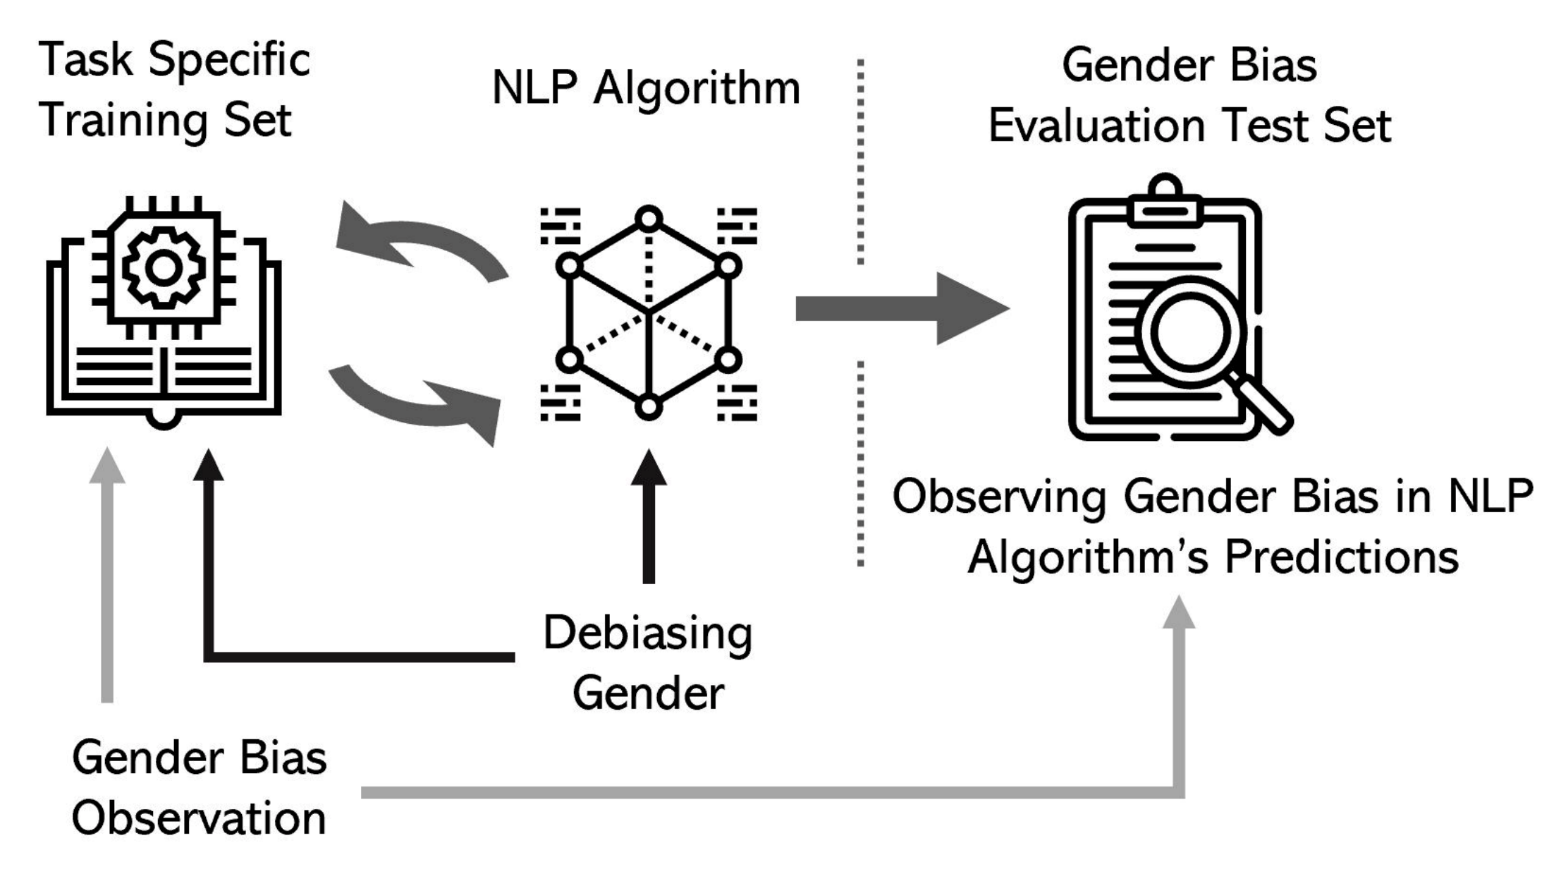 Task Specific
Training Set
NLP Algorithm
Gender Bias
Evaluation Test Set
Observing Gender Bias in NLP
Algorithm’s Predictions
Debiasing
Gender
Gender Bias
Observation